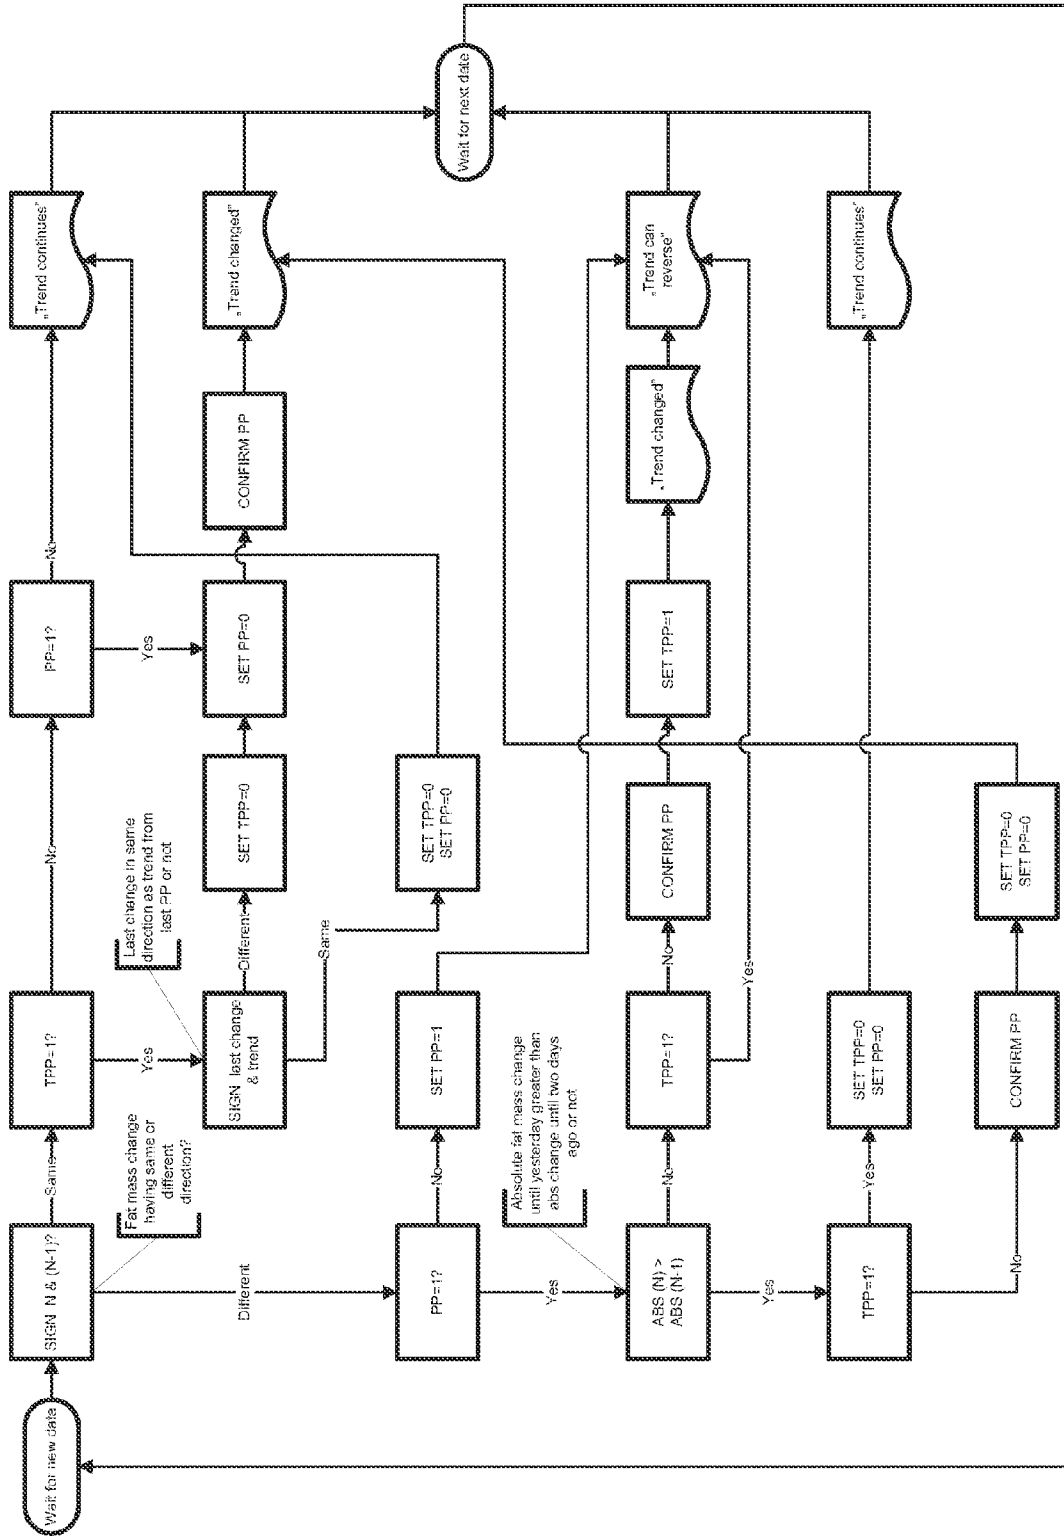 Wait for new data
SIGN N & (N-1)?
Same
TPP=1?
No
PP=1?
No
„Trend continues"
Fat mass change
having same or
different
direction?
Yes
Last change in same
direction as trend from
last PP or not
Yes
SIGN last change
& trend
Different
SET TPP=0
SET PP=0
CONFIRM PP
„Trend changed"
Same
SET TPP=0
SET PP=0
Different
PP=1?
No
SET PP=1
Wait for next date
Yes
Absolute fat mass change
until yesterday greater than
abs change until two days
ago or not
ABS (N) >
ABS (N-1)
No
TPP=1?
No
CONFIRM PP
SET TPP=1
„Trend changed"
„Trend can
reverse"
Yes
Yes
TPP=1?
Yes
SET TPP=0
SET PP=0
„Trend continues"
No
CONFIRM PP
SET TPP=0
SET PP=0